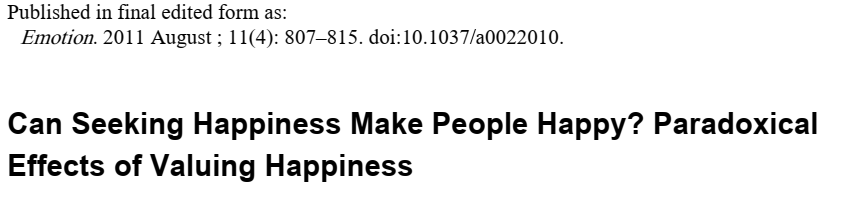 Published in final edited form as:
Emotion. 2011 August ; 11(4): 807–815. doi:10.1037/a0022010.
Can Seeking Happiness Make People Happy? Paradoxical
Effects of Valuing Happiness